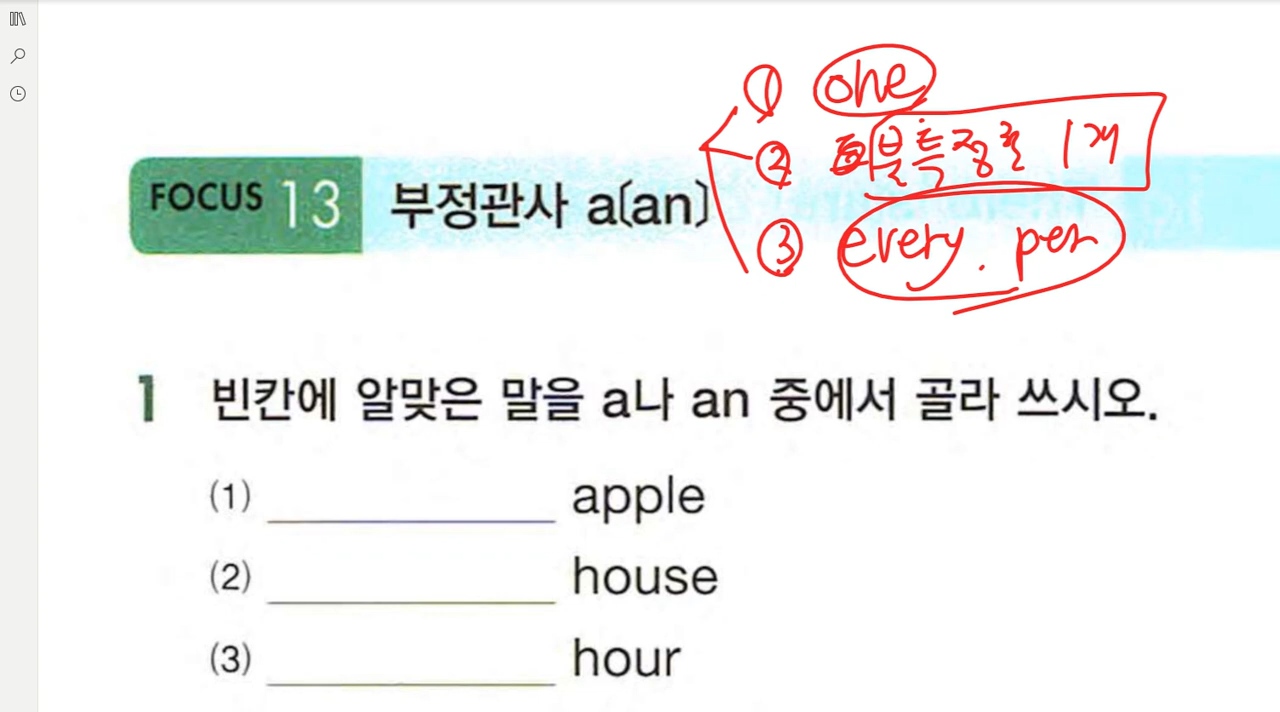 ① one
② 불특정한 1개
③ every. per
FOCUS 13 부정관사 a(an)
1 빈칸에 알맞은 말을 a나 an 중에서 골라 쓰시오.
(1) apple
(2) house
(3) hour